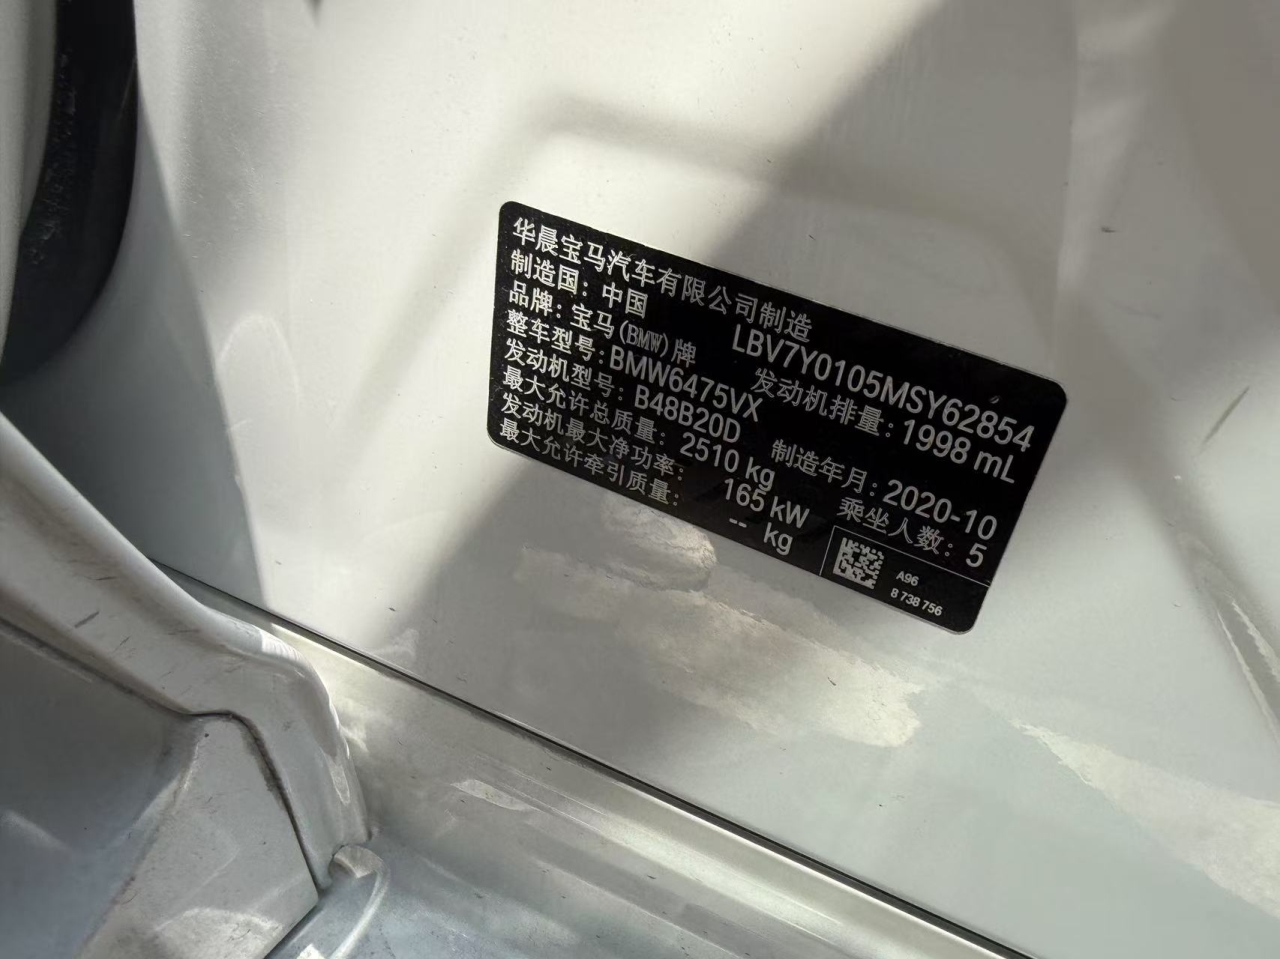 华晨宝马汽车有限公司制造
制造国：中国 LBV7Y0105MSY62854
品牌：宝马(BMW)牌 发动机排量：1998 mL
整车型号：BMW6475VX
发动机型号：B48B20D 制造年月：2020-10
最大允许总质量：2510 kg 乘坐人数：5
发动机最大净功率：165 kW
最大允许牵引质量：-- kg
A96
8 738 756